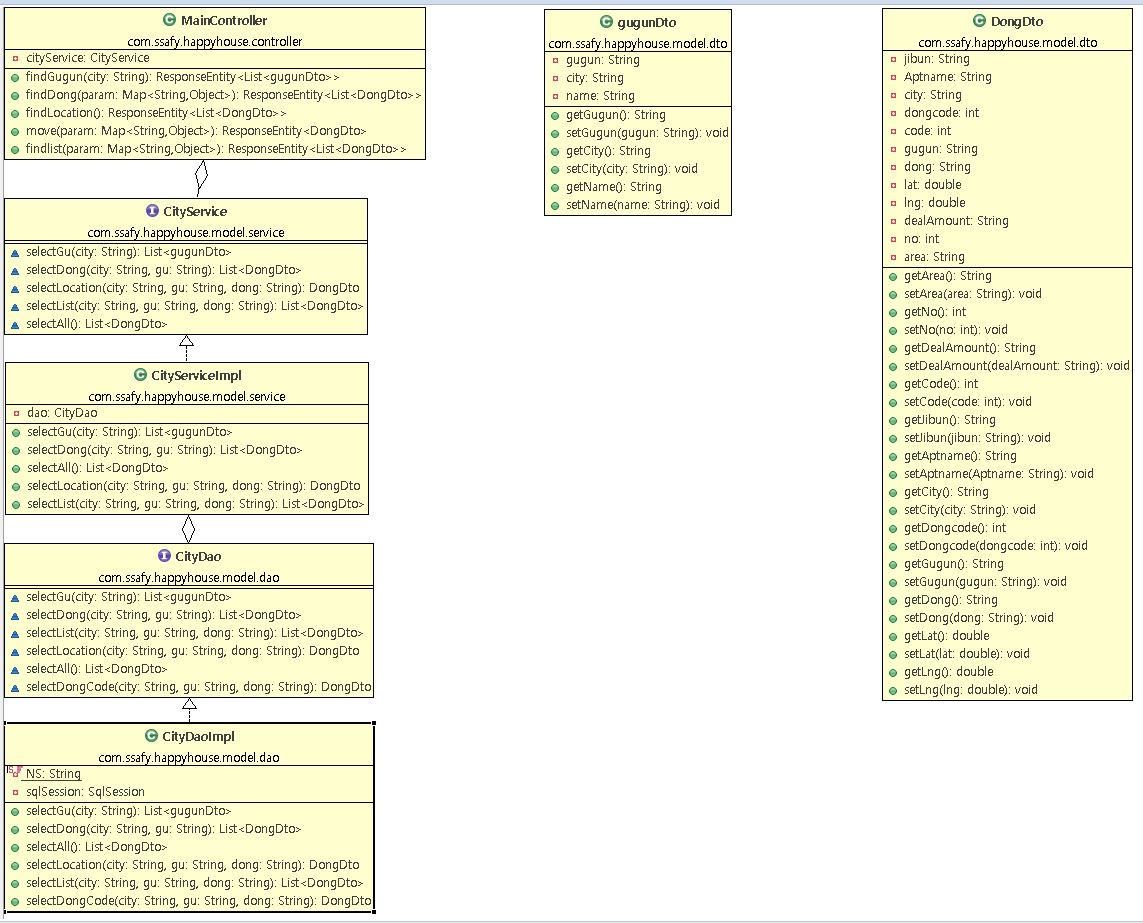 MainController
com.ssafy.happyhouse.controller
cityService: CityService
findGugun(city: String): ResponseEntity<List<gugunDto>>
findDong(param: Map<String,Object>): ResponseEntity<List<DongDto>>
findLocation(): ResponseEntity<List<DongDto>>
move(param: Map<String,Object>): ResponseEntity<DongDto>
findlist(param: Map<String,Object>): ResponseEntity<List<DongDto>>
CityService
com.ssafy.happyhouse.model.service
selectGu(city: String): List<gugunDto>
selectDong(city: String, gu: String): List<DongDto>
selectLocation(city: String, gu: String, dong: String): DongDto
selectList(city: String, gu: String, dong: String): List<DongDto>
selectAll(): List<DongDto>
CityServiceImpl
com.ssafy.happyhouse.model.service
dao: CityDao
selectGu(city: String): List<gugunDto>
selectDong(city: String, gu: String): List<DongDto>
selectAll(): List<DongDto>
selectLocation(city: String, gu: String, dong: String): DongDto
selectList(city: String, gu: String, dong: String): List<DongDto>
CityDao
com.ssafy.happyhouse.model.dao
selectGu(city: String): List<gugunDto>
selectDong(city: String, gu: String): List<DongDto>
selectList(city: String, gu: String, dong: String): List<DongDto>
selectLocation(city: String, gu: String, dong: String): DongDto
selectAll(): List<DongDto>
selectDongCode(city: String, gu: String, dong: String): DongDto
CityDaoImpl
com.ssafy.happyhouse.model.dao
NS: String
sqlSession: SqlSession
selectGu(city: String): List<gugunDto>
selectDong(city: String, gu: String): List<DongDto>
selectAll(): List<DongDto>
selectLocation(city: String, gu: String, dong: String): DongDto
selectList(city: String, gu: String, dong: String): List<DongDto>
selectDongCode(city: String, gu: String, dong: String): DongDto
gugunDto
com.ssafy.happyhouse.model.dto
gugun: String
city: String
name: String
getGugun(): String
setGugun(gugun: String): void
getCity(): String
setCity(city: String): void
getName(): String
setName(name: String): void
DongDto
com.ssafy.happyhouse.model.dto
jibun: String
Aptname: String
city: String
dongcode: int
code: int
gugun: String
dong: String
lat: double
lng: double
dealAmount: String
no: int
area: String
getArea(): String
setArea(area: String): void
getNo(): int
setNo(no: int): void
getDealAmount(): String
setDealAmount(dealAmount: String): void
getCode(): int
setCode(code: int): void
getJibun(): String
setJibun(jibun: String): void
getAptname(): String
setAptname(Aptname: String): void
getCity(): String
setCity(city: String): void
getDongcode(): int
setDongcode(dongcode: int): void
getGugun(): String
setGugun(gugun: String): void
getDong(): String
setDong(dong: String): void
getLat(): double
setLat(lat: double): void
getLng(): double
setLng(lng: double): void